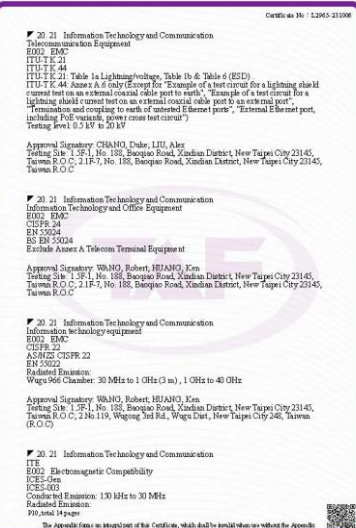 Certificate No : L2965-231006
20. 21 Information Technology and Communication
Telecommunication Equipment
E002 EMC
ITU-T K.21
ITU-T K.44
ITU-T K.21: Table 1a Lightning/voltage, Table 1b & Table 6 (ESD)
ITU-T K.44: Annex A.6 only (Except for "Example of a test circuit for a lightning shield
current test on an external coaxial cable port to earth", "Example of a test circuit for a
lightning shield current test on an external coaxial cable port to an external port",
"Termination and coupling to earth of untested Ethernet ports", "External Ethernet port,
including PoE variants, power cross test circuit")
Testing level: 0.5 kV to 20 kV
Approval Signatory: CHANG, Duke; LIU, Alex
Testing Site: 1.5F-1, No. 188, Baoqiao Road, Xindian District, New Taipei City 23145,
Taiwan R.O.C; 2.1F-7, No. 188, Baoqiao Road, Xindian District, New Taipei City 23145,
Taiwan R.O.C
20. 21 Information Technology and Communication
Information Technology and Office Equipment
E002 EMC
CISPR 24
EN 55024
BS EN 55024
Exclude Annex A Telecom Terminal Equipment
Approval Signatory: WANG, Robert; HUANG, Ken
Testing Site: 1.5F-1, No. 188, Baoqiao Road, Xindian District, New Taipei City 23145,
Taiwan R.O.C; 2.1F-7, No. 188, Baoqiao Road, Xindian District, New Taipei City 23145,
Taiwan R.O.C
IAF
20. 21 Information Technology and Communication
Information technology equipment
E002 EMC
CISPR 22
AS/NZS CISPR 22
EN 55022
Radiated Emission:
Wugu 966 Chamber: 30 MHz to 1 GHz (3 m) , 1 GHz to 40 GHz
Approval Signatory: WANG, Robert; HUANG, Ken
Testing Site: 1.5F-1, No. 188, Baoqiao Road, Xindian District, New Taipei City 23145,
Taiwan R.O.C; 2.No.119, Wugong 3rd Rd., Wugu Dist., New Taipei City 248, Taiwan
(R.O.C)
20. 21 Information Technology and Communication
ITE
E002 Electromagnetic Compatibility
ICES-Gen
ICES-003
Conducted Emission: 150 kHz to 30 MHz
Radiated Emission:
P10, total 14 pages
The Appendix forms an integral part of this Certificate, which shall be invalid when use without the Appendix